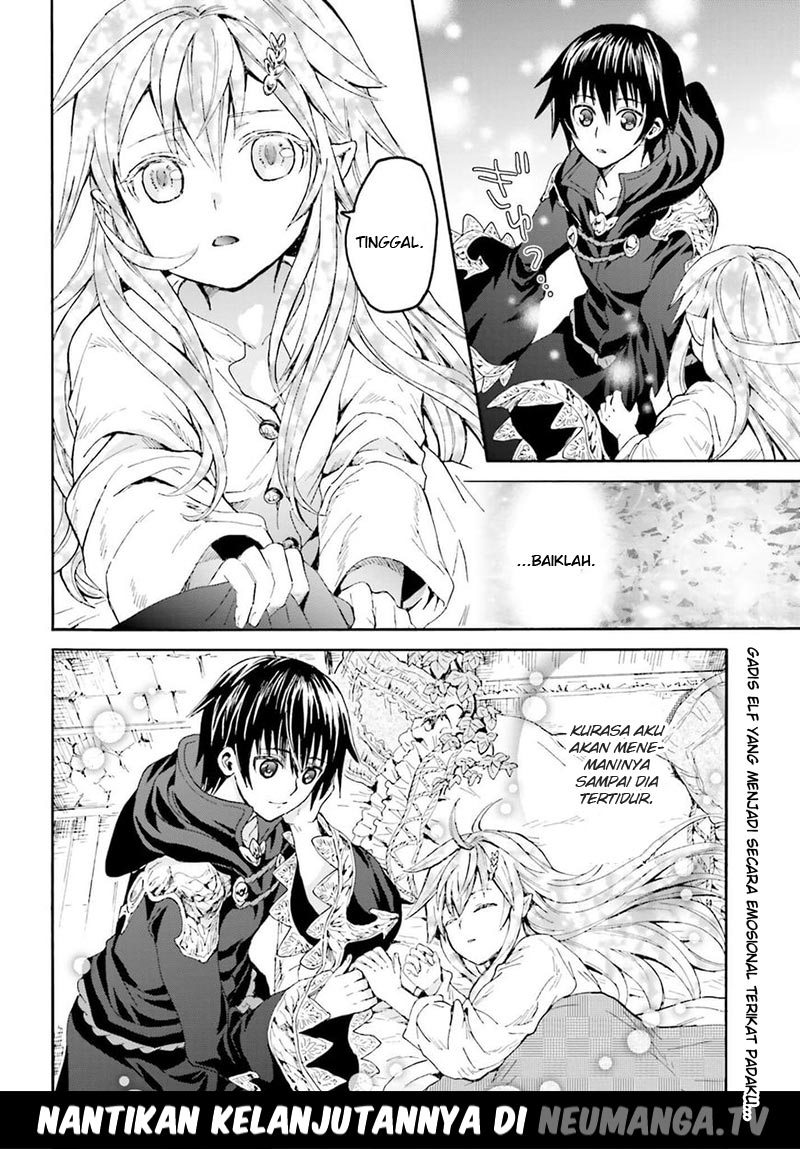 ぎゅっ
TINGGAL.
...BAIKLAH.
KURASA AKU
AKAN MENE-
MANINYA
SAMPAI DIA
TERTIDUR.
GADIS ELF YANG MENJADI SECARA EMOSIONAL TERIKAT PADAKU...
NANTIKAN KELANJUTANNYA DI NEUMANGA.TV